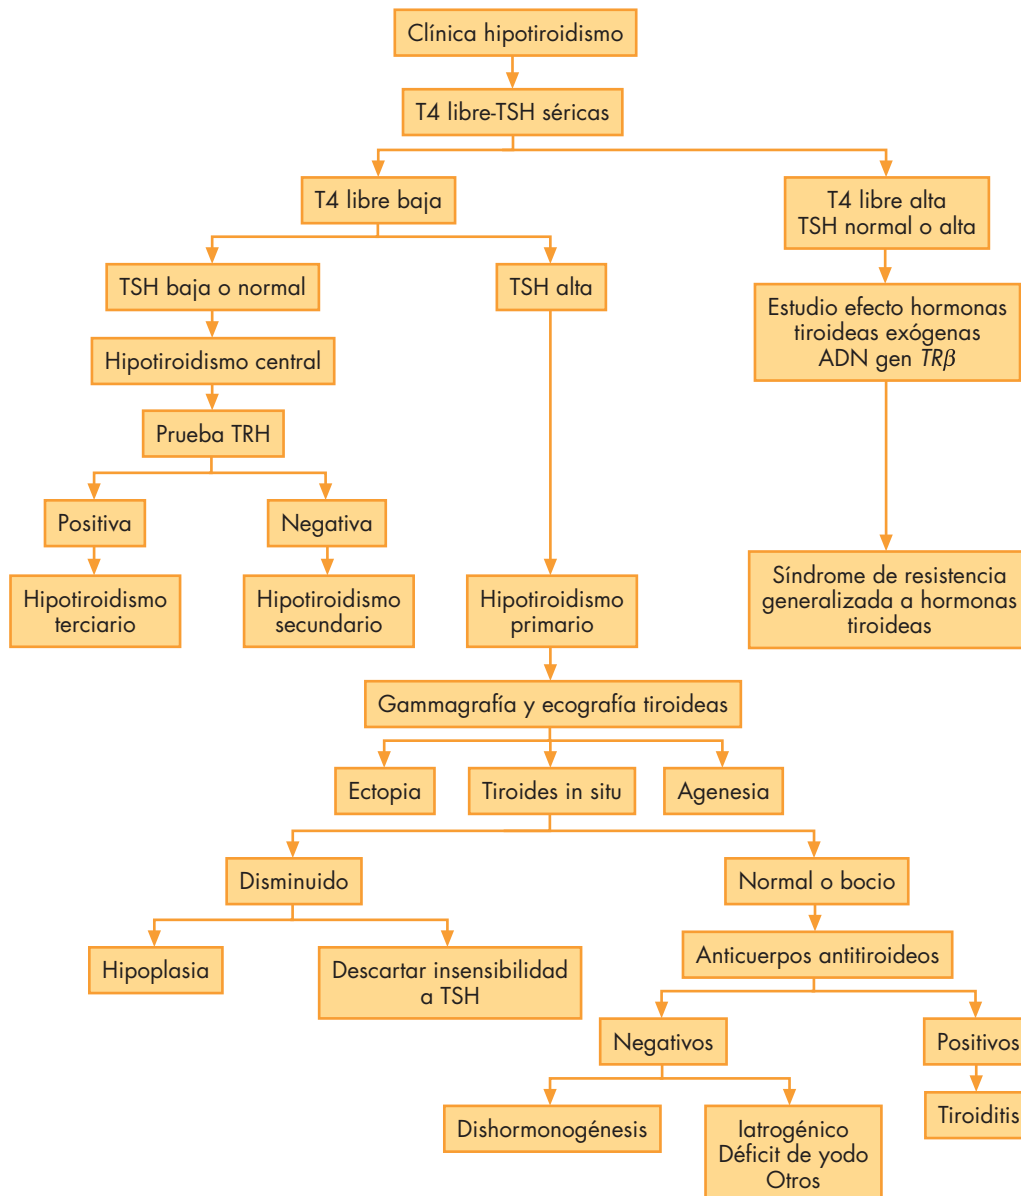 Clínica hipotiroidismo
T4 libre-TSH séricas
T4 libre baja
T4 libre alta
TSH normal o alta
TSH baja o normal
TSH alta
Estudio efecto hormonas
tiroideas exógenas
ADN gen TRβ
Hipotiroidismo central
Prueba TRH
Positiva
Negativa
Hipotiroidismo
terciario
Hipotiroidismo
secundario
Hipotiroidismo
primario
Síndrome de resistencia
generalizada a hormonas
tiroideas
Gammagrafía y ecografía tiroideas
Ectopia
Tiroides in situ
Agenesia
Disminuido
Normal o bocio
Hipoplasia
Descartar insensibilidad
a TSH
Anticuerpos antitiroideos
Negativos
Positivos
Dishormonogénesis
Iatrogénico
Déficit de yodo
Otros
Tiroiditis